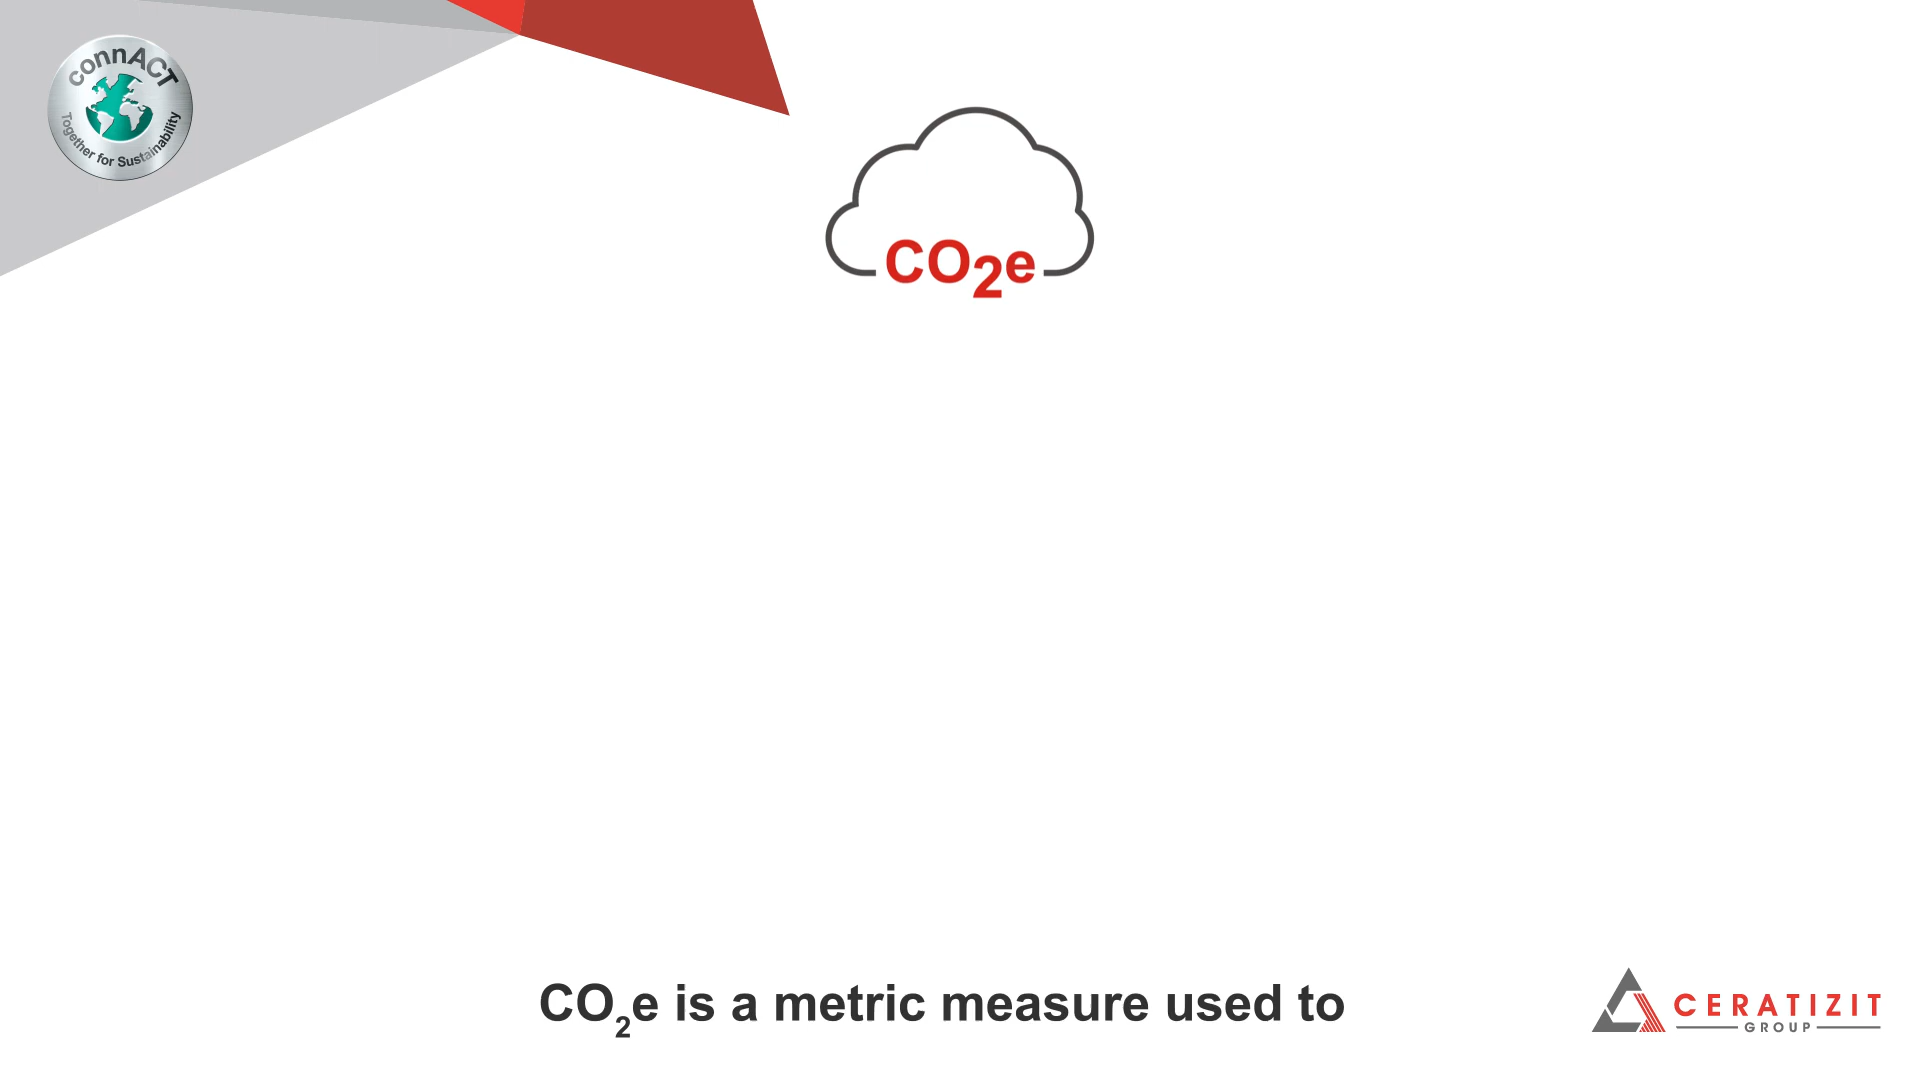 connACT
Together for Sustainability
CO₂e
CO₂e is a metric measure used to
CERATIZIT
GROUP